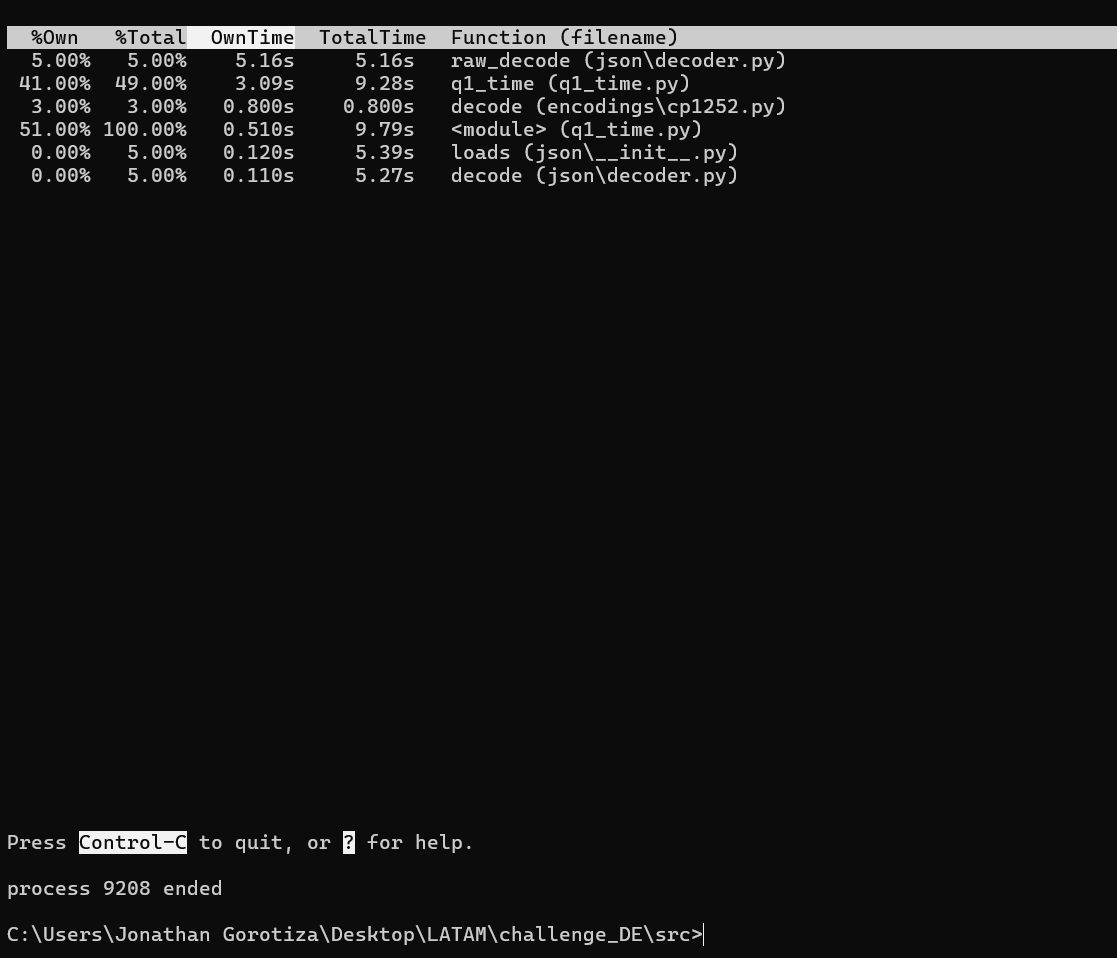 %Own %Total OwnTime TotalTime Function (filename)
5.00% 5.00% 5.16s 5.16s raw_decode (json\decoder.py)
41.00% 49.00% 3.09s 9.28s q1_time (q1_time.py)
3.00% 3.00% 0.800s 0.800s decode (encodings\cp1252.py)
51.00% 100.00% 0.510s 9.79s <module> (q1_time.py)
0.00% 5.00% 0.120s 5.39s loads (json\__init__.py)
0.00% 5.00% 0.110s 5.27s decode (json\decoder.py)
Press Control-C to quit, or ? for help.
process 9208 ended
C:\Users\Jonathan Gorotiza\Desktop\LATAM\challenge_DE\src>